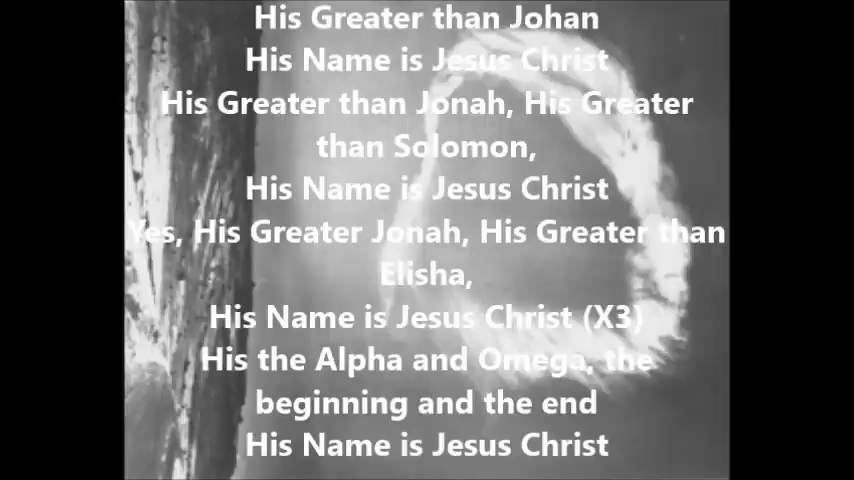 His Greater than Johan
His Name is Jesus Christ
His Greater than Jonah, His Greater
than Solomon,
His Name is Jesus Christ
Yes, His Greater Jonah, His Greater than
Elisha,
His Name is Jesus Christ (X3)
His the Alpha and Omega, the
beginning and the end
His Name is Jesus Christ